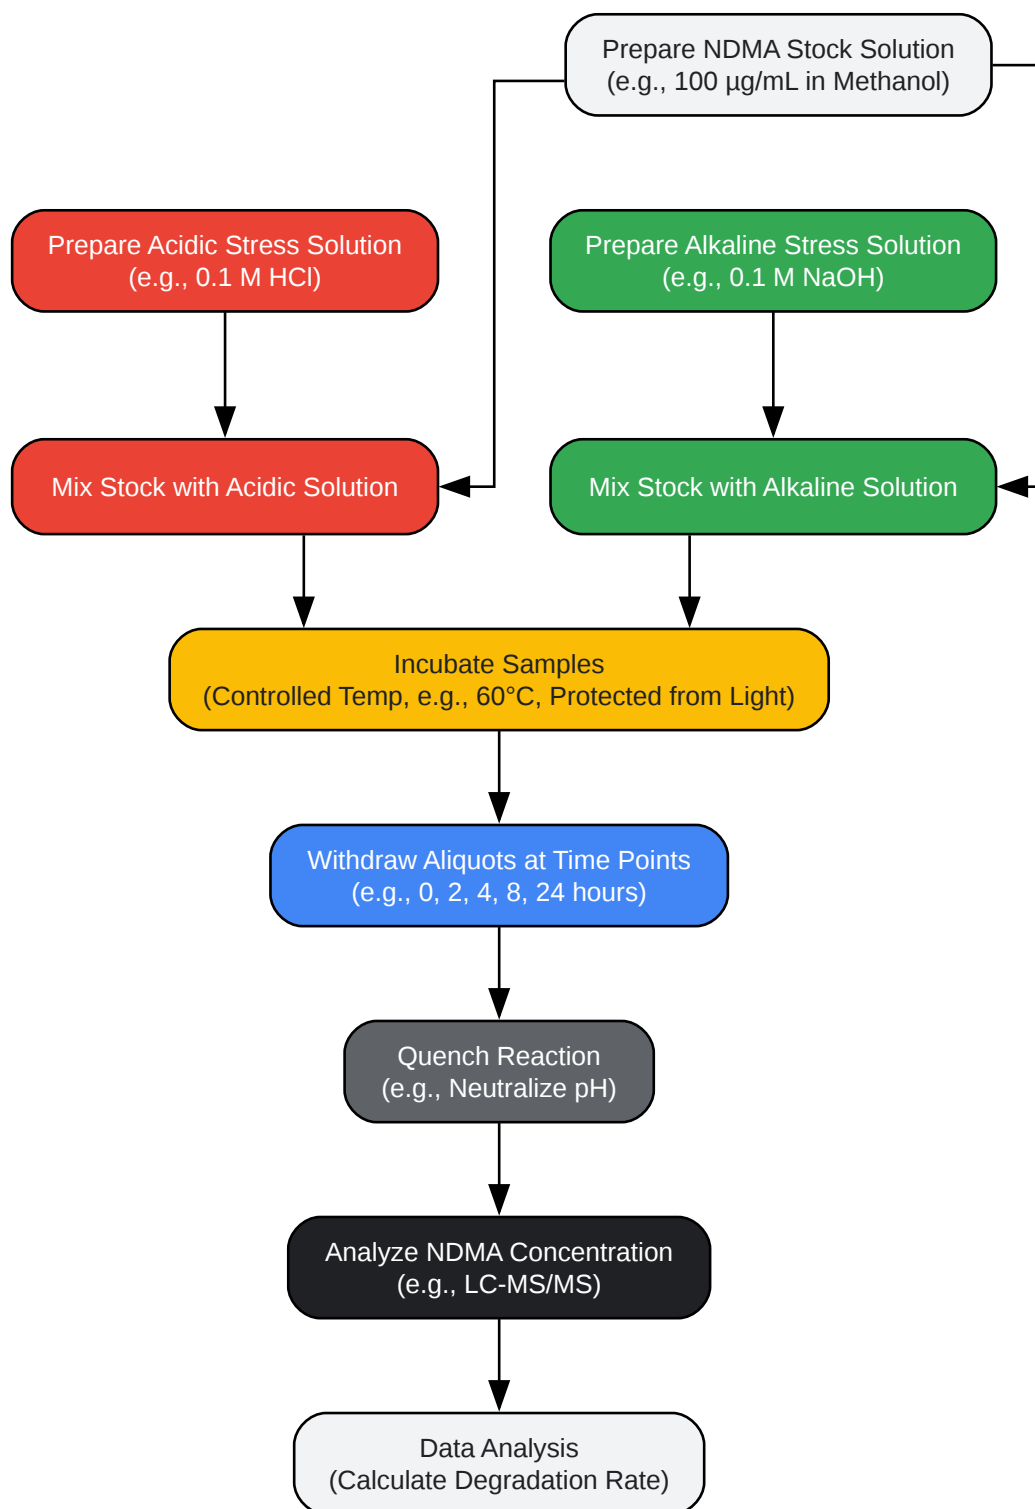 Prepare NDMA Stock Solution
(e.g., 100 µg/mL in Methanol)
Prepare Acidic Stress Solution
(e.g., 0.1 M HCl)
Prepare Alkaline Stress Solution
(e.g., 0.1 M NaOH)
Mix Stock with Acidic Solution
Mix Stock with Alkaline Solution
Incubate Samples
(Controlled Temp, e.g., 60°C, Protected from Light)
Withdraw Aliquots at Time Points
(e.g., 0, 2, 4, 8, 24 hours)
Quench Reaction
(e.g., Neutralize pH)
Analyze NDMA Concentration
(e.g., LC-MS/MS)
Data Analysis
(Calculate Degradation Rate)